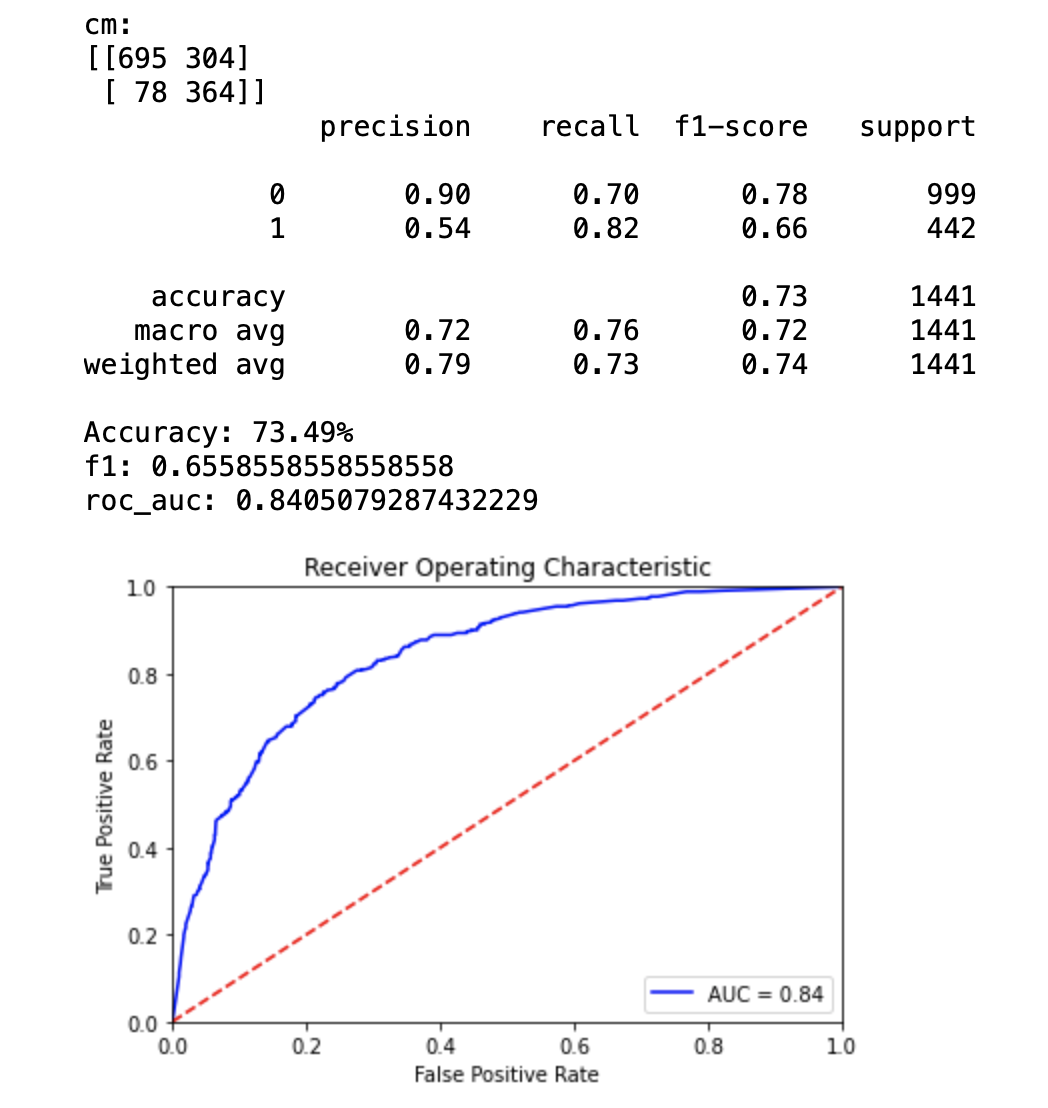 cm:
[[695 304]
[ 78 364]]
precision recall f1-score support
0 0.90 0.70 0.78 999
1 0.54 0.82 0.66 442
accuracy 0.73 1441
macro avg 0.72 0.76 0.72 1441
weighted avg 0.79 0.73 0.74 1441
Accuracy: 73.49%
f1: 0.6558558558558558
roc_auc: 0.8405079287432229
Receiver Operating Characteristic
1.0
0.8
0.6
0.4
0.2
0.0
True Positive Rate
AUC = 0.84
0.0 0.2 0.4 0.6 0.8 1.0
False Positive Rate